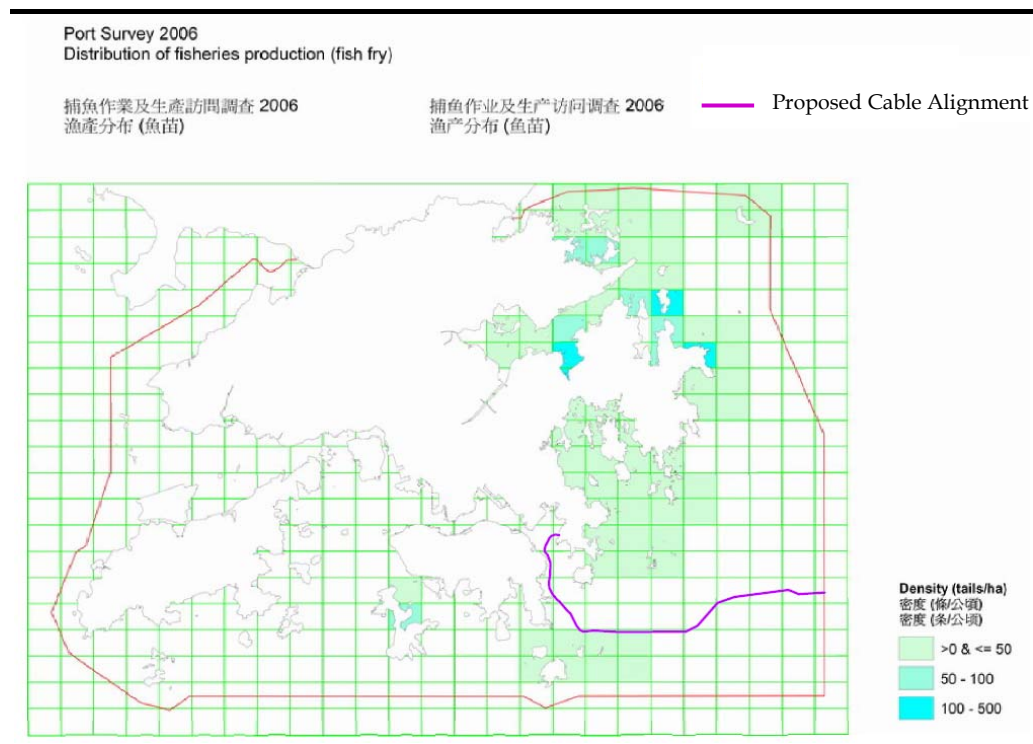 Port Survey 2006
Distribution of fisheries production (fish fry)
捕魚作業及生產訪問調查 2006
漁產分布 (魚苗)
捕鱼作业及生产访问调查 2006
渔产分布 (鱼苗)
Proposed Cable Alignment
Density (tails/ha)
密度 (條/公頃)
密度 (条/公顷)
>0 & <= 50
50 - 100
100 - 500